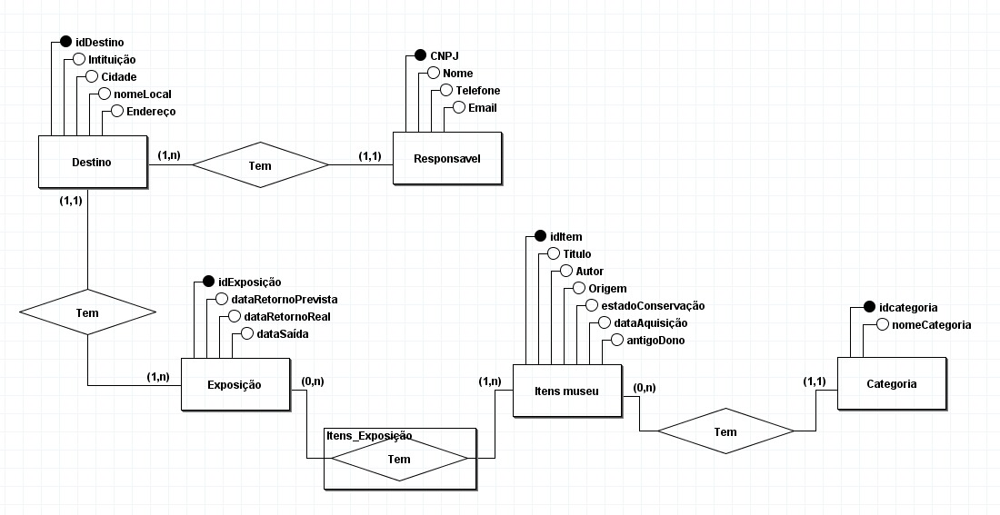 idDestino
Intituição
Cidade
nomeLocal
Endereço
Destino
(1,n)
Tem
(1,1)
CNPJ
Nome
Telefone
Email
Responsavel
(1,1)
Tem
(1,n)
idExposição
dataRetornoPrevista
dataRetornoReal
dataSaída
Exposição
(0,n)
Itens_Exposição
Tem
(1,n)
idItem
Titulo
Autor
Origem
estadoConservação
dataAquisição
antigoDono
Itens museu
(0,n)
Tem
(1,1)
idcategoria
nomeCategoria
Categoria